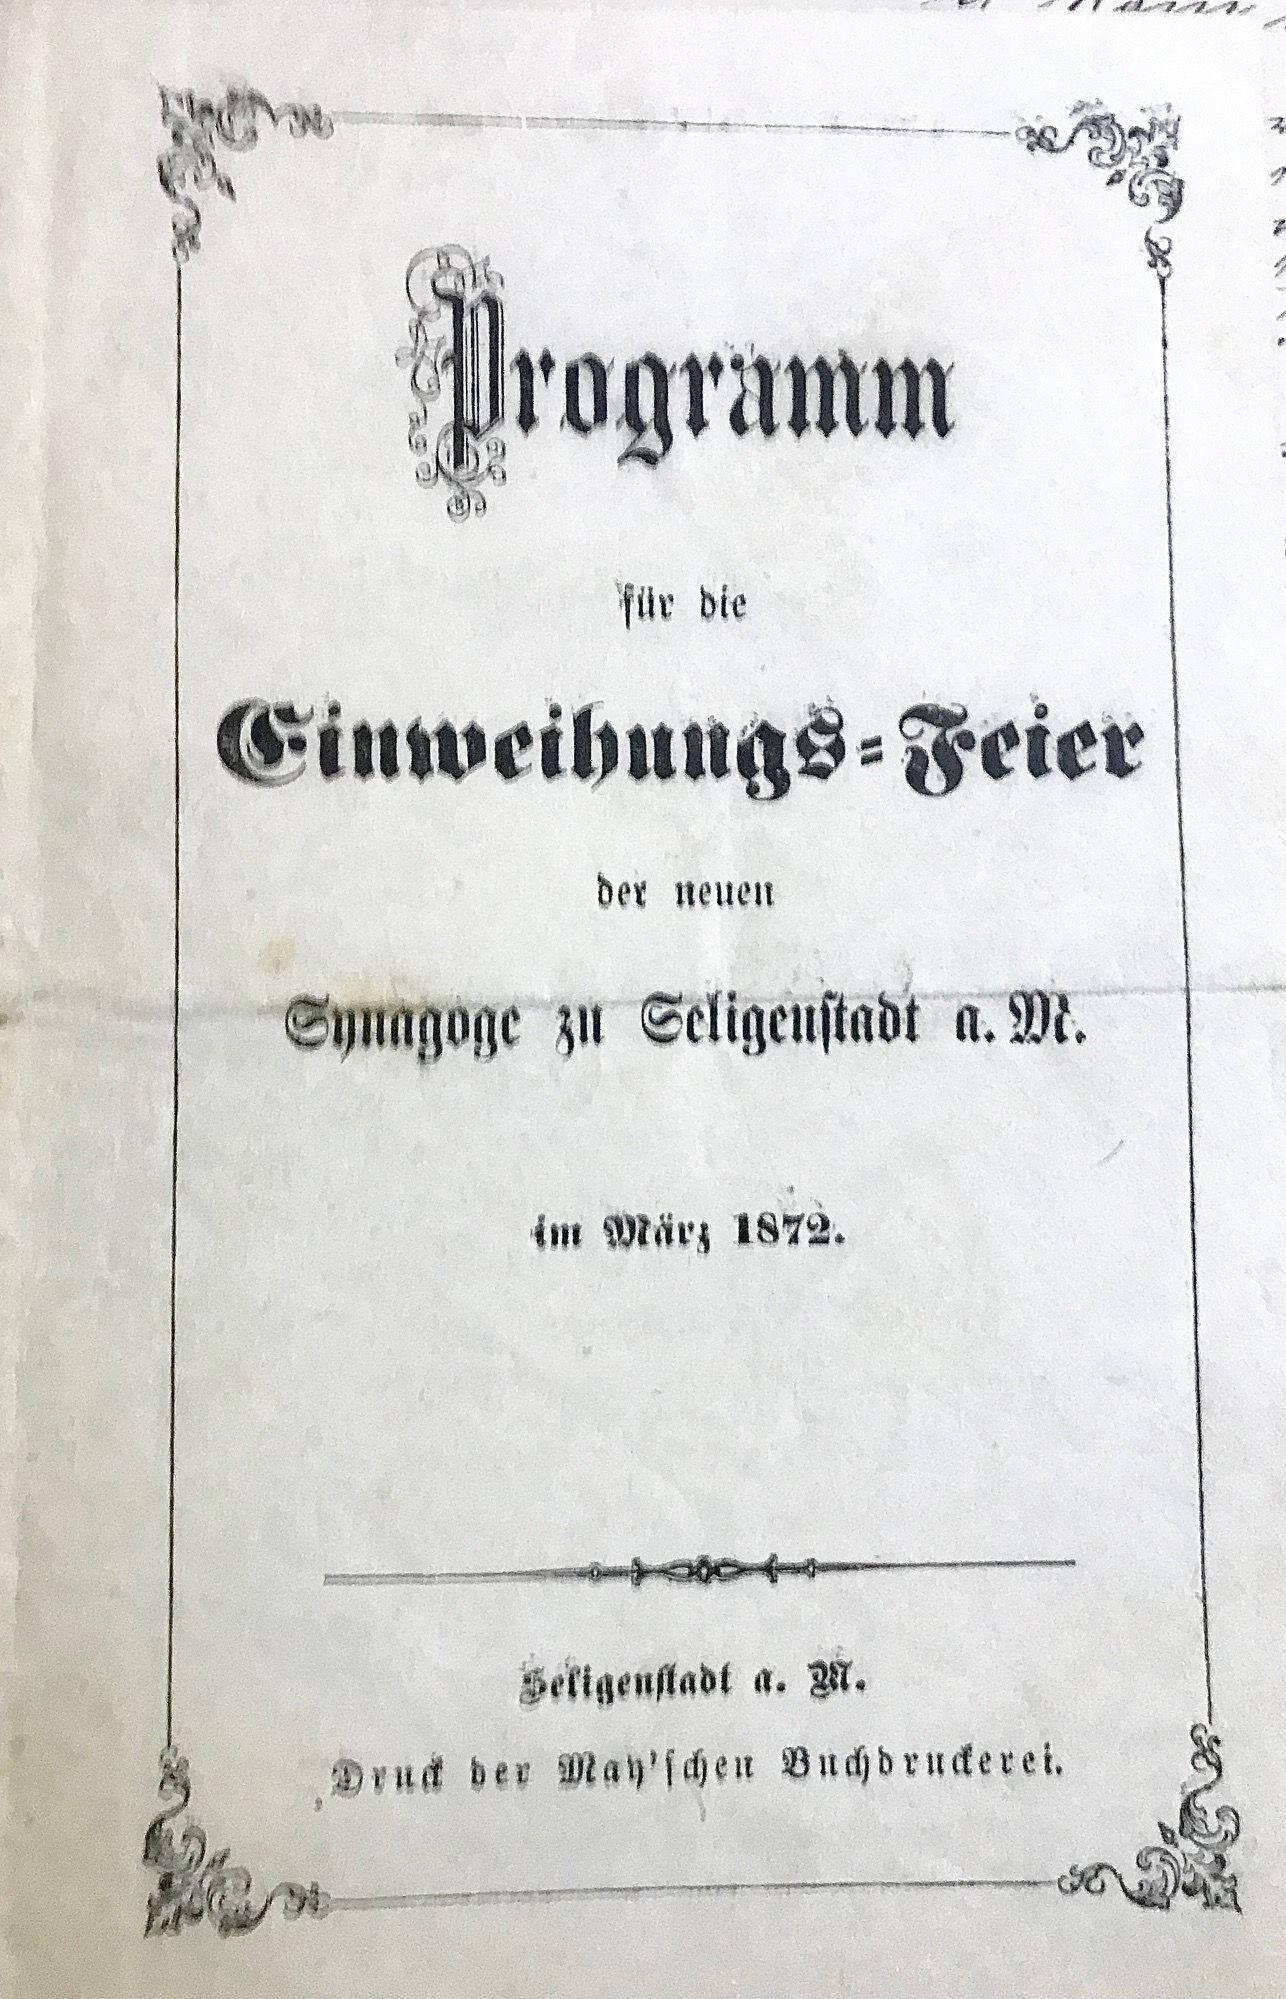 Programm
für die
Einweihungs-Feier
der neuen
Synagoge zu Seligenstadt a. M.
im März 1872.
Seligenstadt a. M.
Druck der May'schen Buchdruckerei.